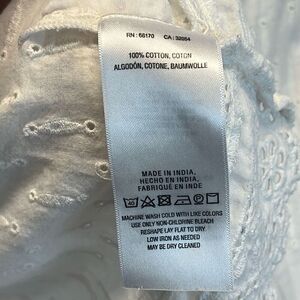 RN: 66170 CA: 32054
100% COTTON, COTON
ALGODÓN, COTONE, BAUMWOLLE
MADE IN INDIA,
HECHO EN INDIA,
FABRIQUÉ EN INDE
MACHINE WASH COLD WITH LIKE COLORS
USE ONLY NON-CHLORINE BLEACH
RESHAPE LAY FLAT TO DRY.
LOW IRON AS NEEDED
MAY BE DRY CLEANED